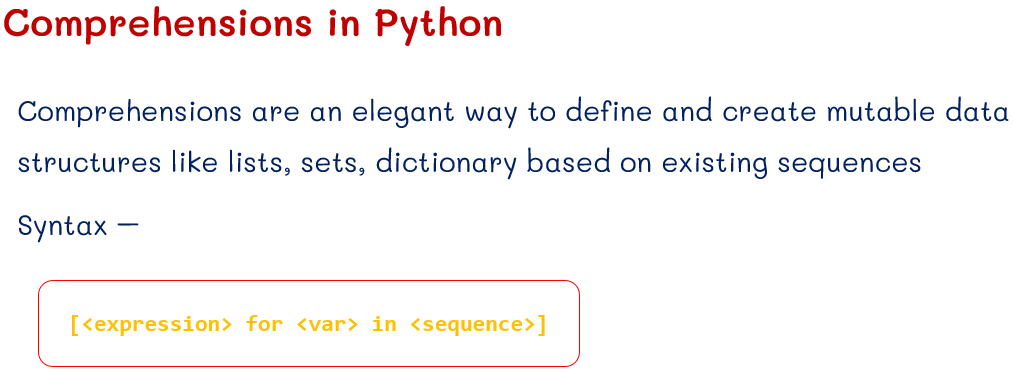 Comprehensions in Python
Comprehensions are an elegant way to define and create mutable data
structures like lists, sets, dictionary based on existing sequences
Syntax –
[<expression> for <var> in <sequence>]